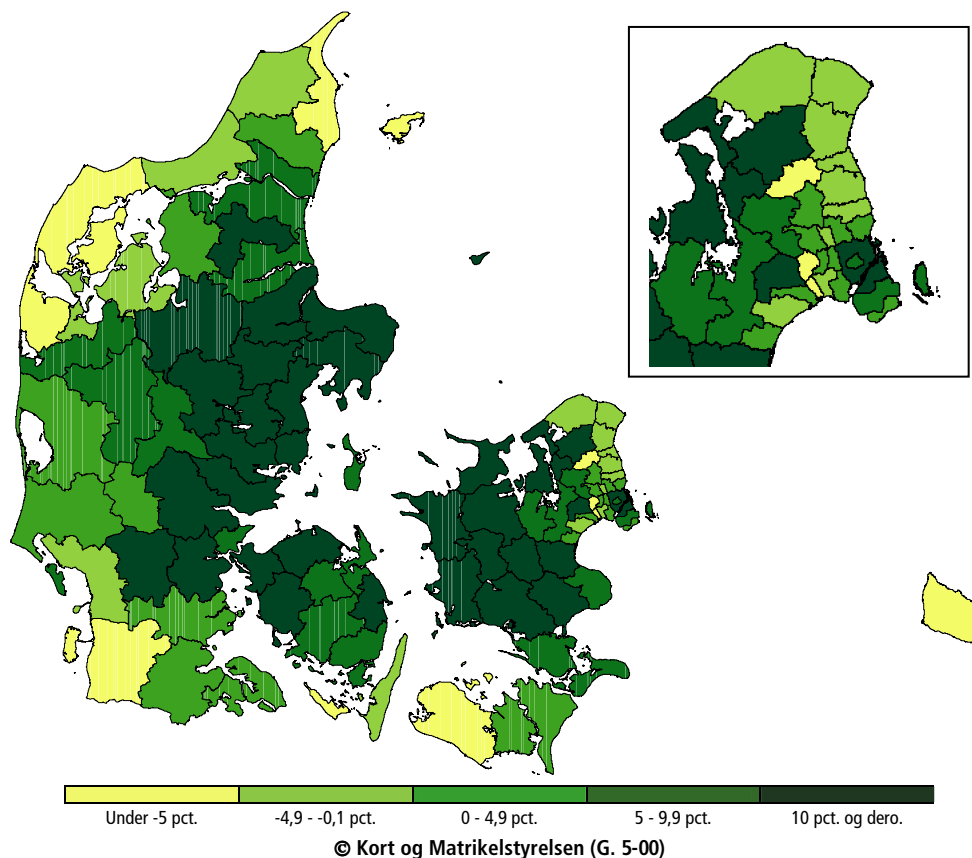 Under -5 pct. -4,9 - -0,1 pct. 0 - 4,9 pct. 5 - 9,9 pct. 10 pct. og dero.
© Kort og Matrikelstyrelsen (G. 5-00)